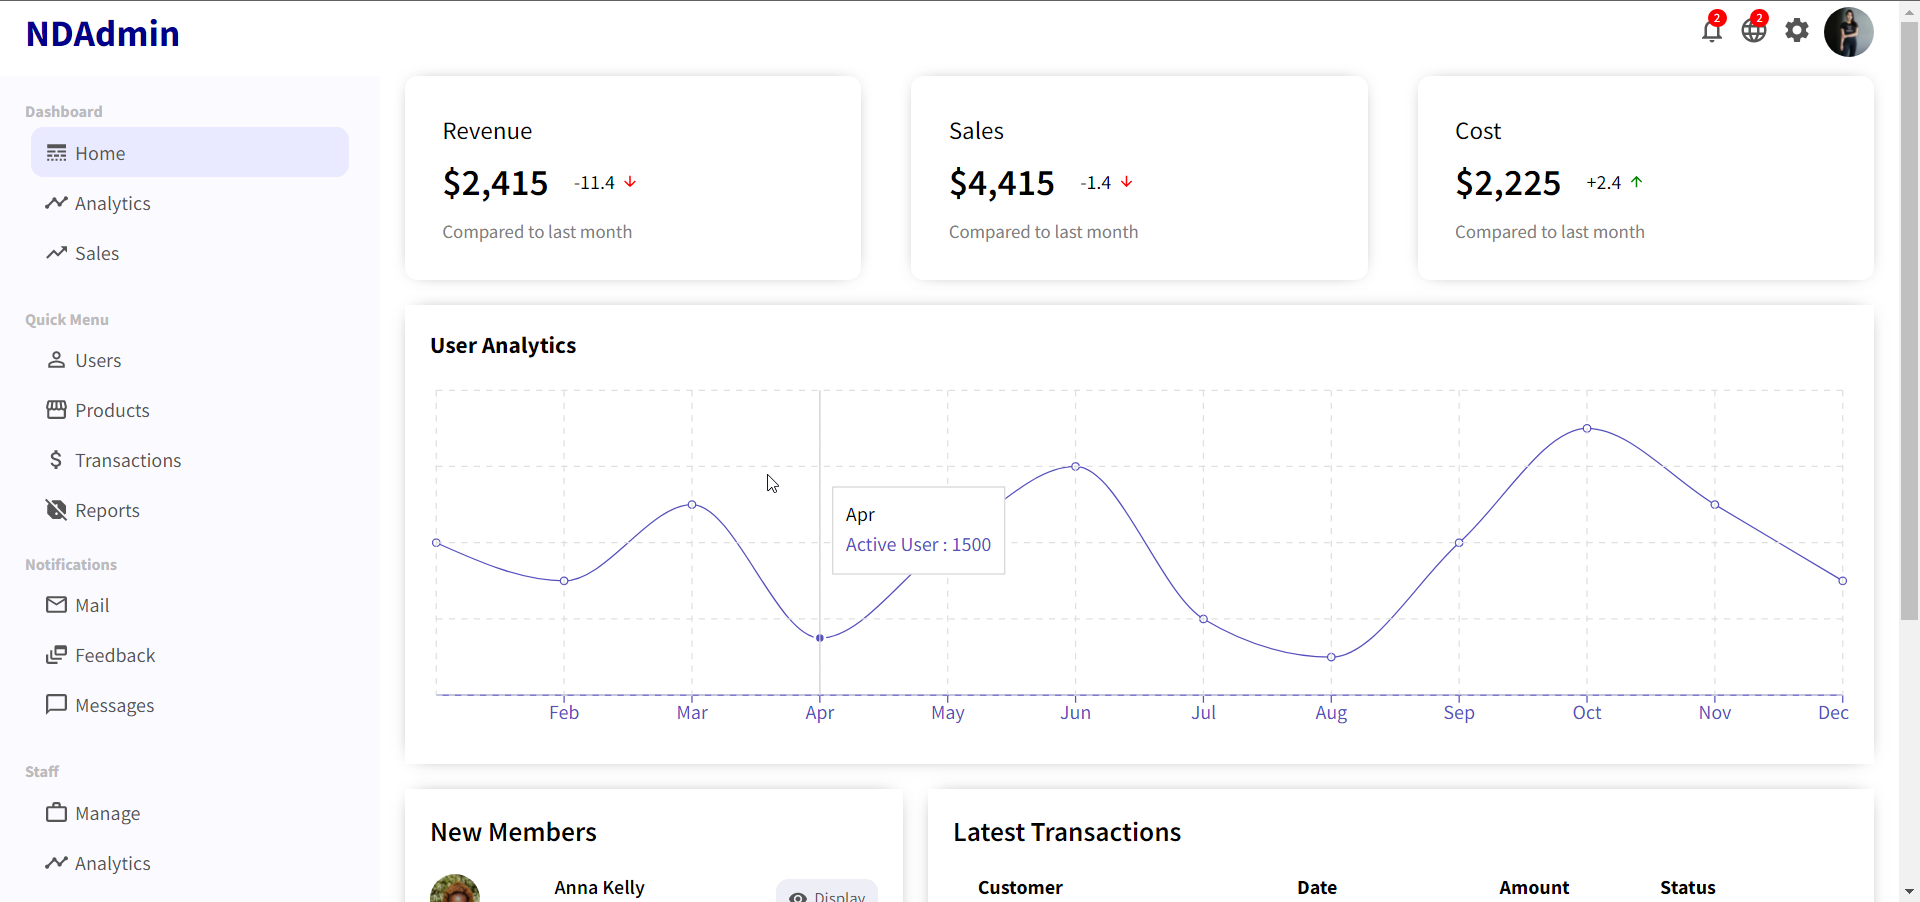 NDAdmin
2
2
Dashboard
Home
Analytics
Sales
Quick Menu
Users
Products
Transactions
Reports
Notifications
Mail
Feedback
Messages
Staff
Manage
Analytics
Revenue
$2,415 -11.4
Compared to last month
Sales
$4,415 -1.4
Compared to last month
Cost
$2,225 +2.4
Compared to last month
User Analytics
Apr
Active User : 1500
Feb Mar Apr May Jun Jul Aug Sep Oct Nov Dec
New Members
Anna Kelly
Display
Latest Transactions
Customer Date Amount Status